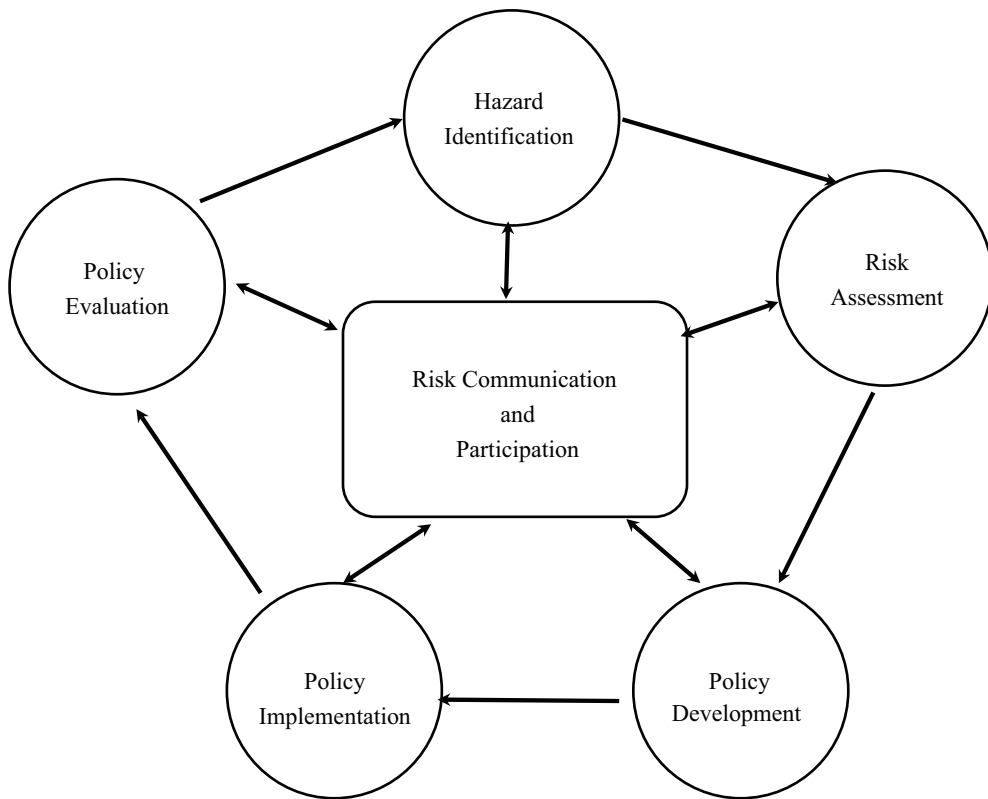 Hazard
Identification
Risk
Assessment
Policy
Evaluation
Risk Communication
and
Participation
Policy
Implementation
Policy
Development